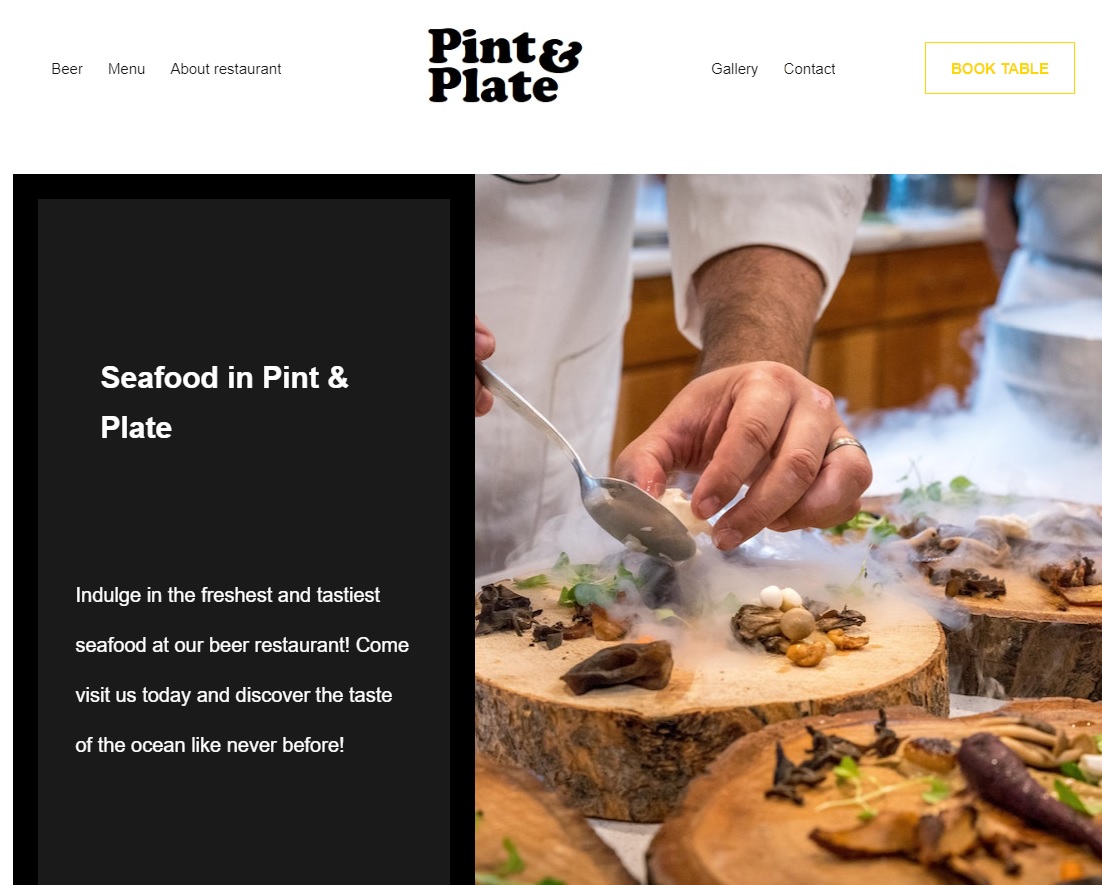 Beer Menu About restaurant
Pint &
Plate
Gallery Contact
BOOK TABLE
Seafood in Pint &
Plate
Indulge in the freshest and tastiest
seafood at our beer restaurant! Come
visit us today and discover the taste
of the ocean like never before!